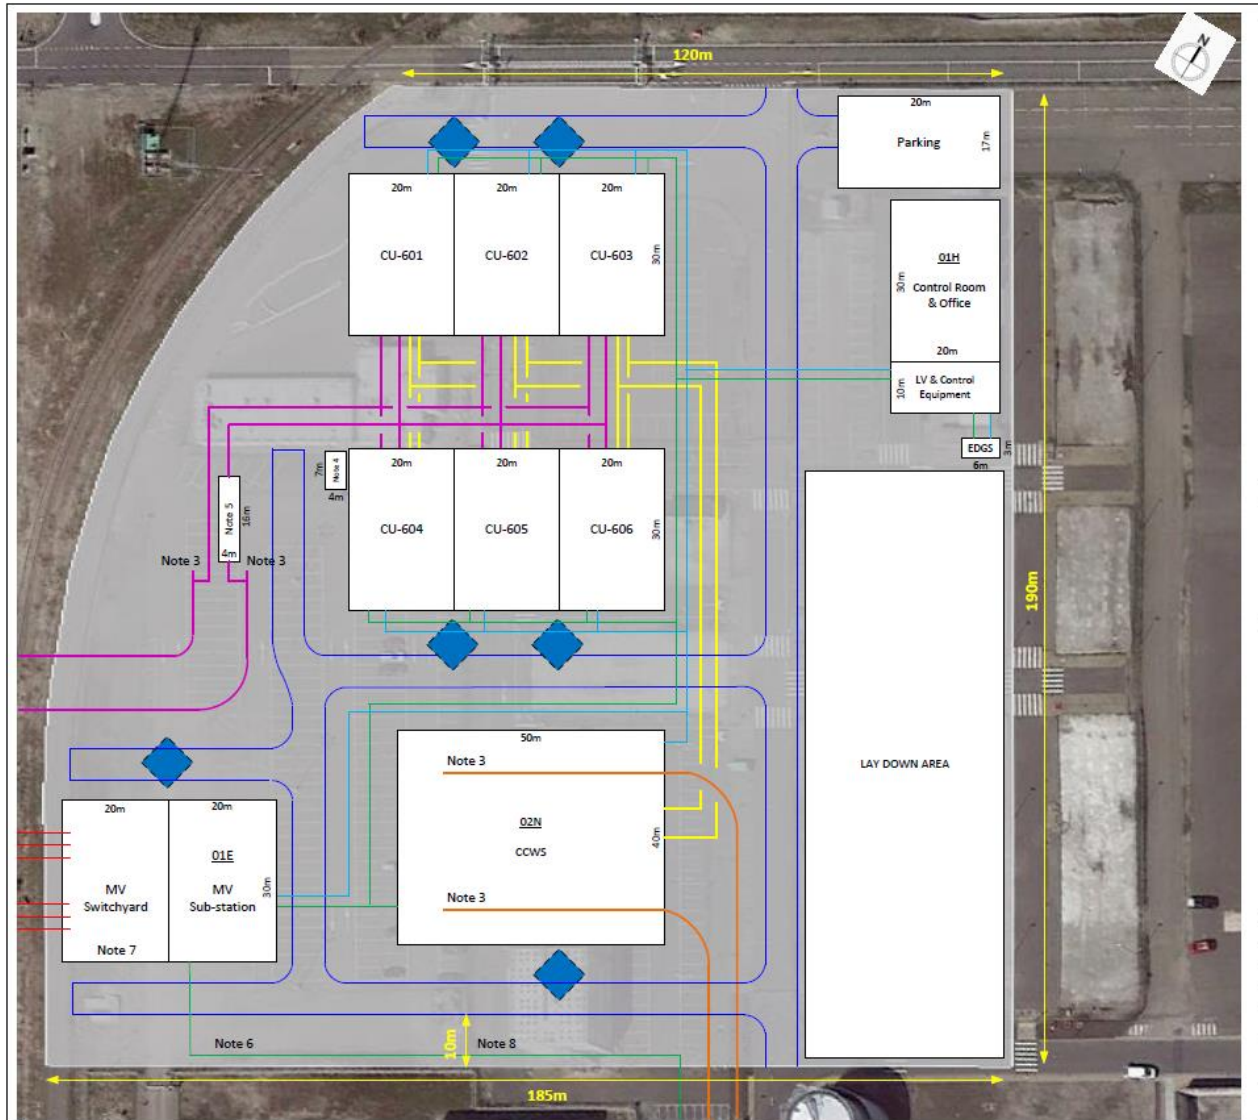 N
120m
20m
Parking
17m
20m
20m
20m
CU-601
CU-602
CU-603
30m
01H
Control Room
& Office
30m
20m
LV & Control
Equipment
10m
EDGS
3m
6m
20m
20m
20m
Note 4
7m
4m
CU-604
CU-605
CU-606
30m
Note 5
16m
4m
Note 3
Note 3
190m
50m
Note 3
02N
CCWS
40m
Note 3
LAY DOWN AREA
20m
20m
01E
MV
Switchyard
MV
Sub-station
30m
Note 7
Note 6
10m
Note 8
185m